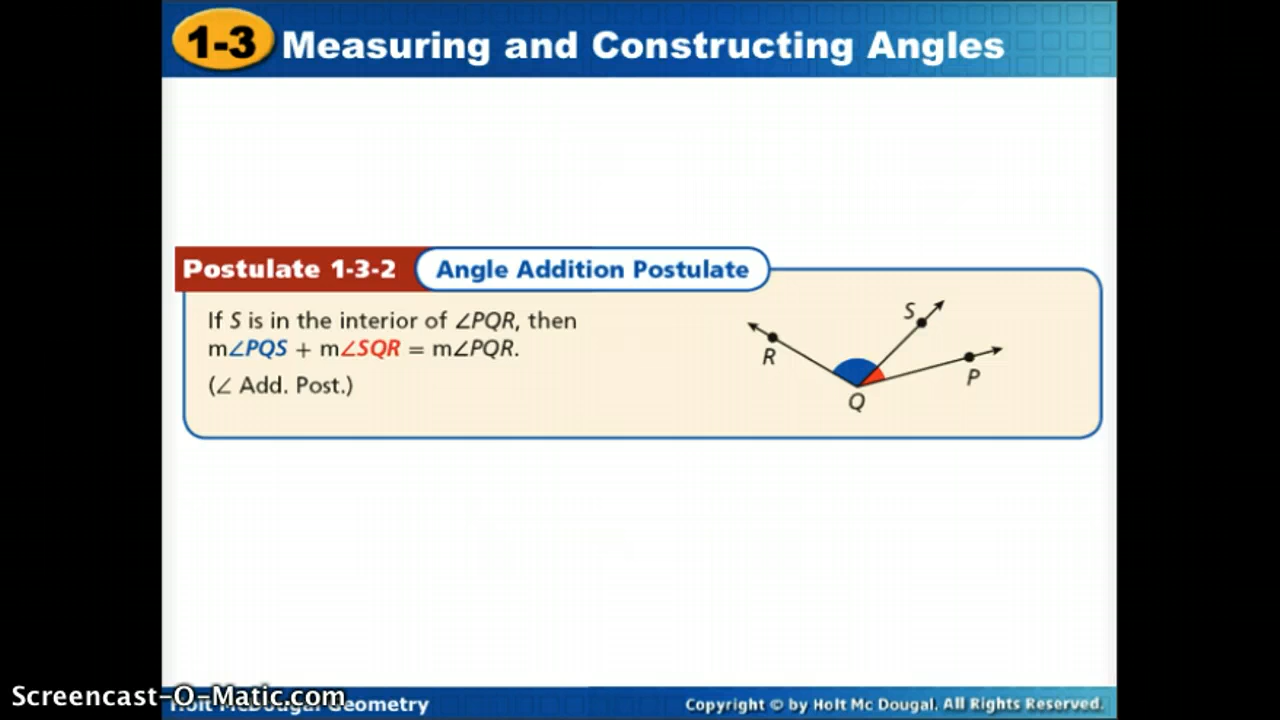 1-3 Measuring and Constructing Angles
Postulate 1-3-2 Angle Addition Postulate
If S is in the interior of ∠PQR, then
m∠PQS + m∠SQR = m∠PQR.
(∠ Add. Post.)
R
S
P
Q
Screencast-O-Matic.com
Holt McDougal Geometry
Copyright © by Holt Mc Dougal. All Rights Reserved.